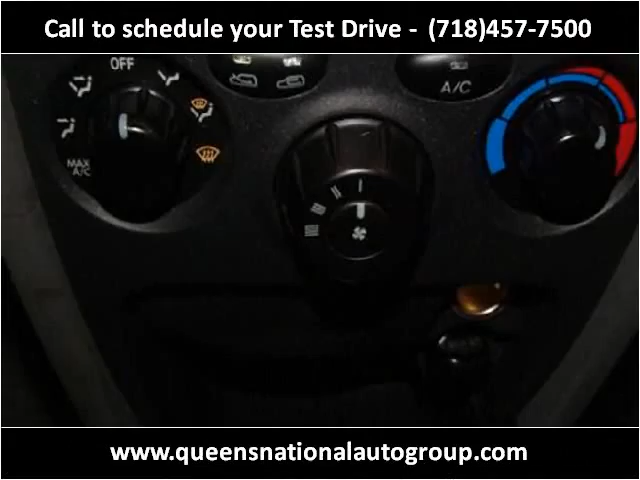 Call to schedule your Test Drive - (718)457-7500
OFF
A/C
MAX
A/C
www.queensnationalautogroup.com